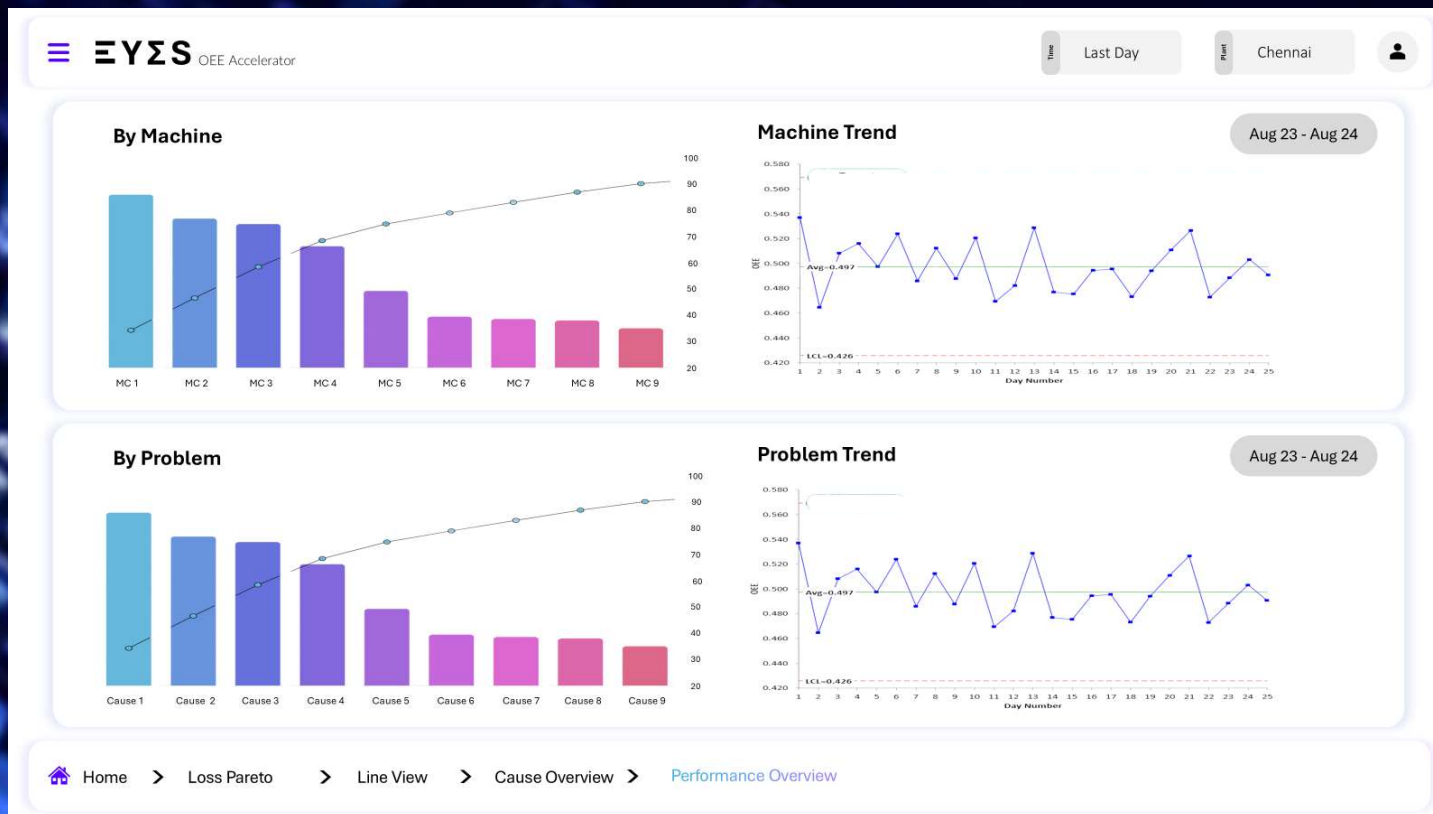 EYΣS OEE Accelerator
Time
Last Day
Plant
Chennai
By Machine
100
90
80
70
60
50
40
30
20
MC 1 MC 2 MC 3 MC 4 MC 5 MC 6 MC 7 MC 8 MC 9
Machine Trend
Aug 23 - Aug 24
0.580
0.560
0.540
0.520
0.500
0.480
0.460
0.440
0.420
OEE
Avg=0.497
LCL=0.426
1 2 3 4 5 6 7 8 9 10 11 12 13 14 15 16 17 18 19 20 21 22 23 24 25
Day Number
By Problem
100
90
80
70
60
50
40
30
20
Cause 1 Cause 2 Cause 3 Cause 4 Cause 5 Cause 6 Cause 7 Cause 8 Cause 9
Problem Trend
Aug 23 - Aug 24
0.580
0.560
0.540
0.520
0.500
0.480
0.460
0.440
0.420
OEE
Avg=0.497
LCL=0.426
1 2 3 4 5 6 7 8 9 10 11 12 13 14 15 16 17 18 19 20 21 22 23 24 25
Day Number
Home > Loss Pareto > Line View > Cause Overview > Performance Overview